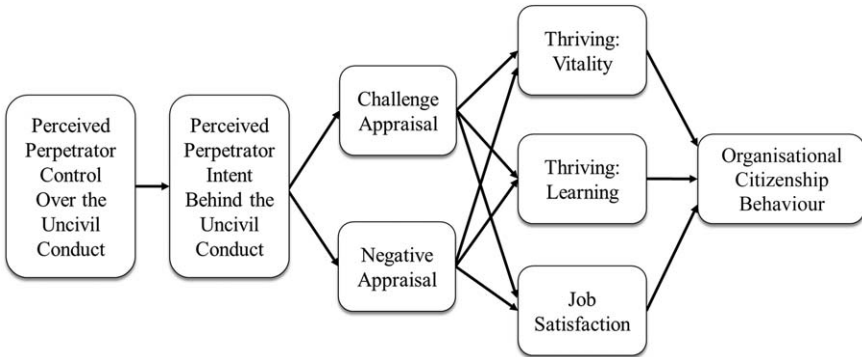 Perceived
Perpetrator
Control
Over the
Uncivil
Conduct
Perceived
Perpetrator
Intent
Behind the
Uncivil
Conduct
Challenge
Appraisal
Negative
Appraisal
Thriving:
Vitality
Thriving:
Learning
Job
Satisfaction
Organisational
Citizenship
Behaviour